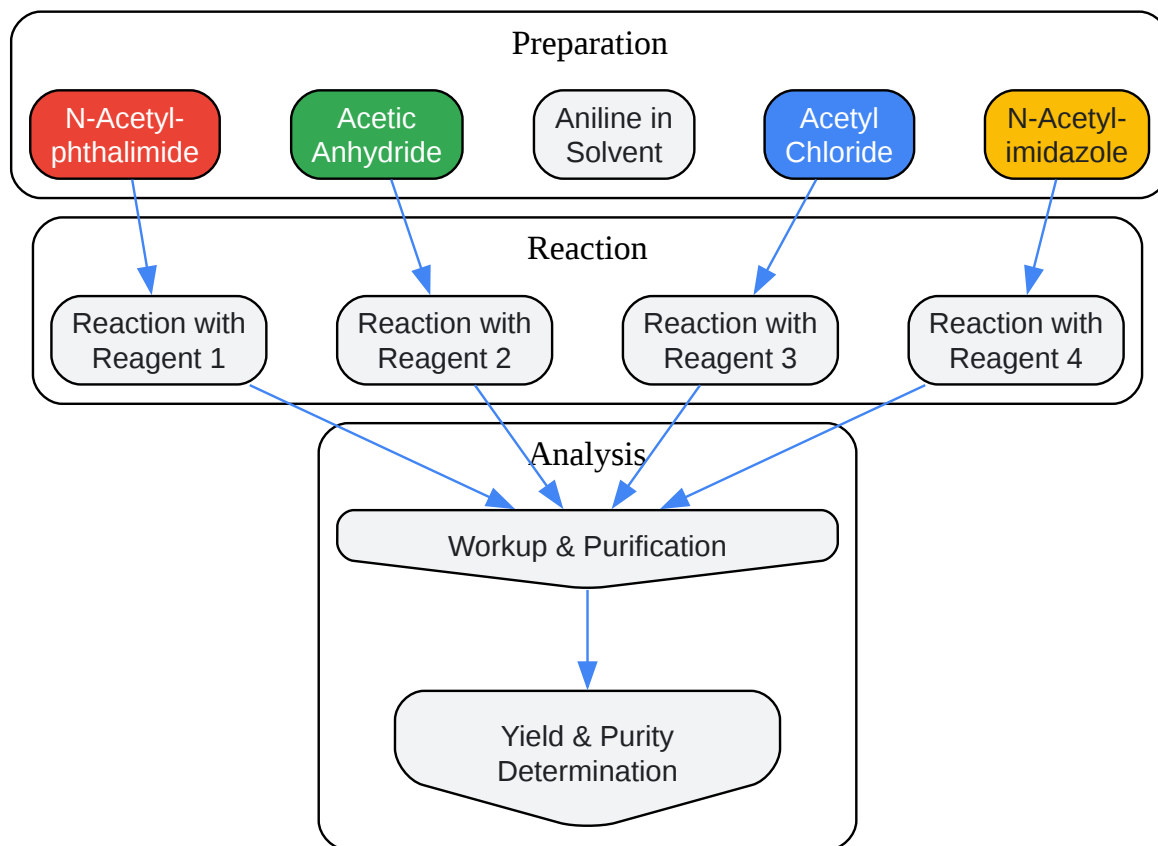 Preparation
N-Acetyl-
phthalimide
Acetic
Anhydride
Aniline in
Solvent
Acetyl
Chloride
N-Acetyl-
imidazole
Reaction
Reaction with
Reagent 1
Reaction with
Reagent 2
Reaction with
Reagent 3
Reaction with
Reagent 4
Analysis
Workup & Purification
Yield & Purity
Determination